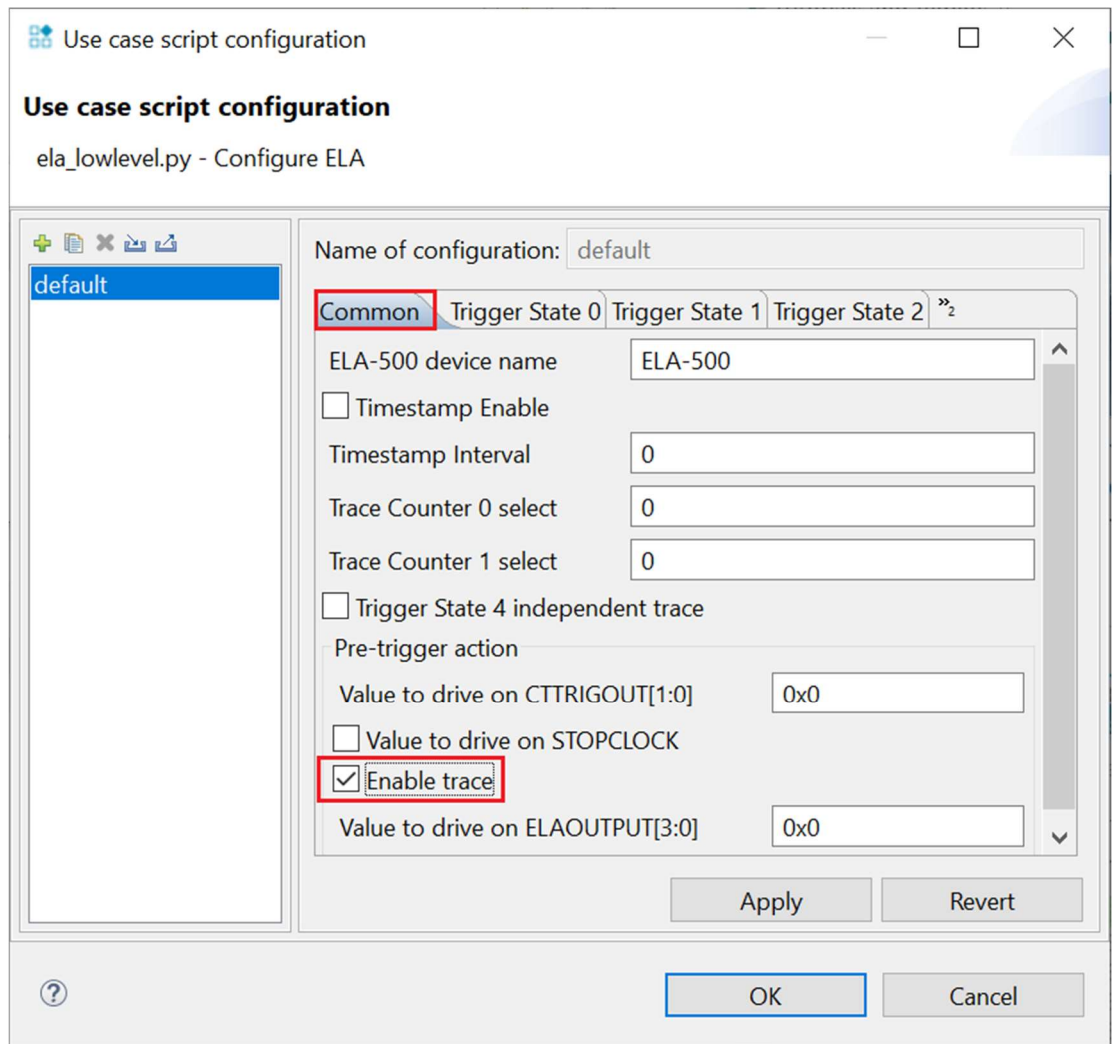 Use case script configuration
Use case script configuration
ela_lowlevel.py - Configure ELA
default
Name of configuration: default
Common Trigger State 0 Trigger State 1 Trigger State 2 »2
ELA-500 device name ELA-500
Timestamp Enable
Timestamp Interval 0
Trace Counter 0 select 0
Trace Counter 1 select 0
Trigger State 4 independent trace
Pre-trigger action
Value to drive on CTTRIGOUT[1:0] 0x0
Value to drive on STOPCLOCK
Enable trace
Value to drive on ELAOUTPUT[3:0] 0x0
Apply Revert
OK Cancel